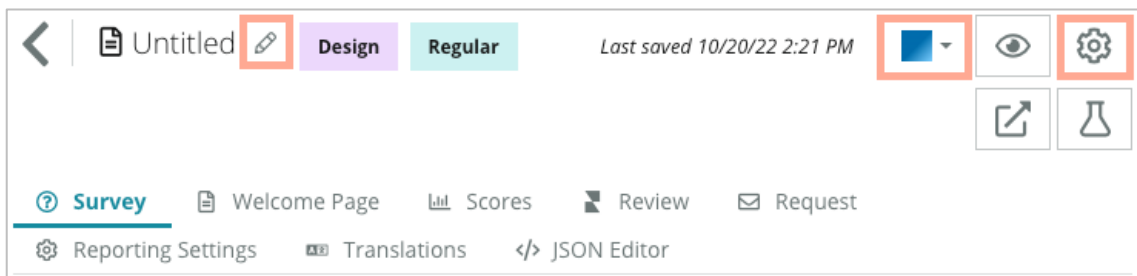 Untitled Design Regular Last saved 10/20/22 2:21 PM
Survey Welcome Page Scores Review Request
Reporting Settings Translations </> JSON Editor